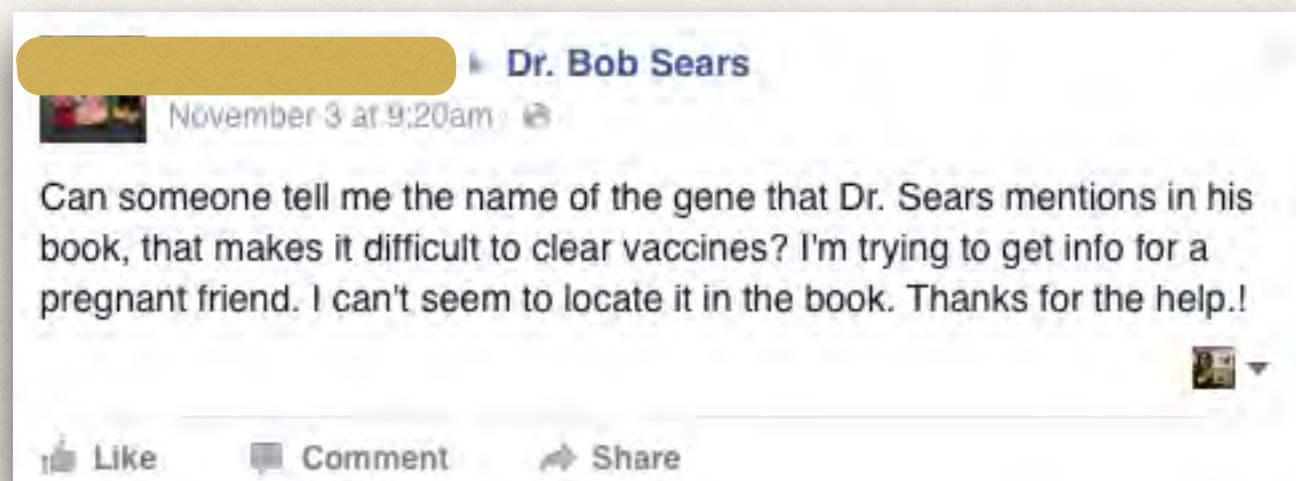 Dr. Bob Sears
November 3 at 9:20am
Can someone tell me the name of the gene that Dr. Sears mentions in his
book, that makes it difficult to clear vaccines? I'm trying to get info for a
pregnant friend. I can't seem to locate it in the book. Thanks for the help.!
Like Comment Share